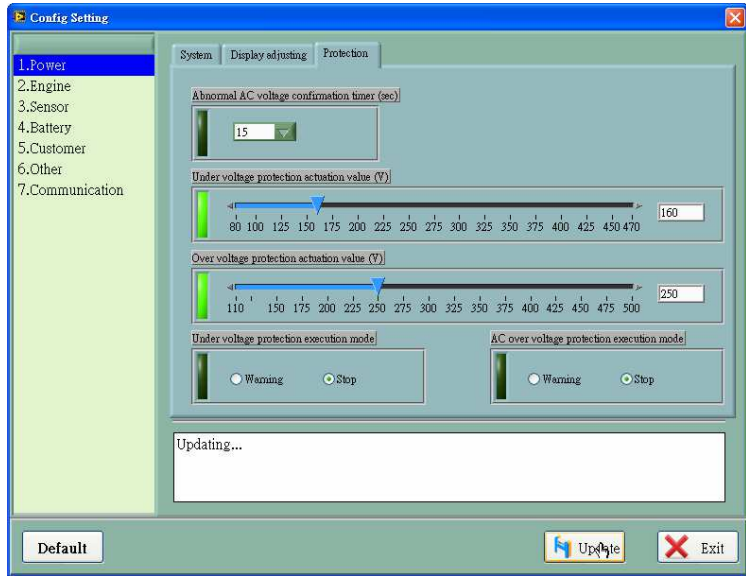 Config Setting
1.Power
2.Engine
3.Sensor
4.Battery
5.Customer
6.Other
7.Communication
System Display adjusting Protection
Abnormal AC voltage confirmation timer (sec)
15
Under voltage protection actuation value (V)
80 100 125 150 175 200 225 250 275 300 325 350 375 400 425 450 470
160
Over voltage protection actuation value (V)
110 150 175 200 225 250 275 300 325 350 375 400 425 450 475 500
250
Under voltage protection execution mode
Warning Stop
AC over voltage protection execution mode
Warning Stop
Updating...
Default Update Exit